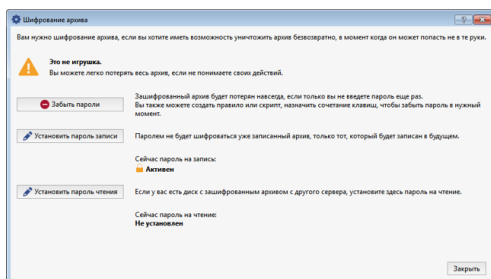 Шифрование архива
Вам нужно шифрование архива, если вы хотите иметь возможность уничтожить архив безвозвратно, в момент когда он может попасть не в те руки.
Это не игрушка.
Вы можете легко потерять весь архив, если не понимаете своих действий.
Забыть пароли
Зашифрованный архив будет потерян навсегда, если только вы не введете пароль еще раз.
Вы также можете создать правило или скрипт, назначить сочетание клавиш, чтобы забыть пароль в нужный
момент.
Установить пароль записи
Паролем не будет шифроваться уже записанный архив, только тот, который будет записан в будущем.
Сейчас пароль на запись:
Активен
Установить пароль чтения
Если у вас есть диск с зашифрованным архивом с другого сервера, установите здесь пароль на чтение.
Сейчас пароль на чтение:
Не установлен
Закрыть